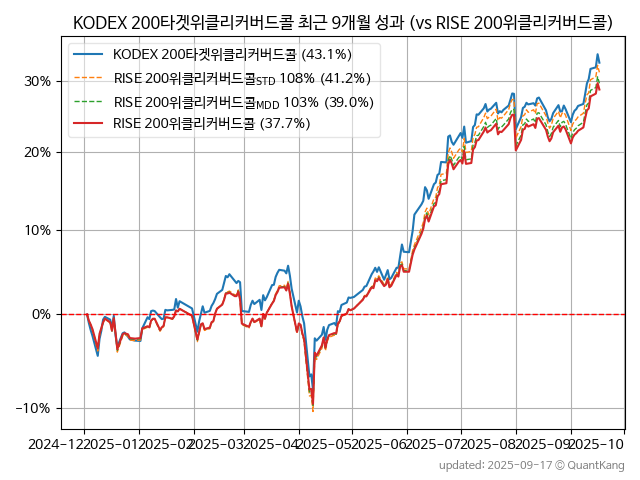 KODEX 200타겟위클리커버드콜 최근 9개월 성과 (vs RISE 200위클리커버드콜)
KODEX 200타겟위클리커버드콜 (43.1%)
RISE 200위클리커버드콜STD 108% (41.2%)
RISE 200위클리커버드콜MDD 103% (39.0%)
RISE 200위클리커버드콜 (37.7%)
30%
20%
10%
0%
−10%
2024-12 2025-01 2025-02 2025-03 2025-04 2025-05 2025-06 2025-07 2025-08 2025-09 2025-10
updated: 2025-09-17 © QuantKang